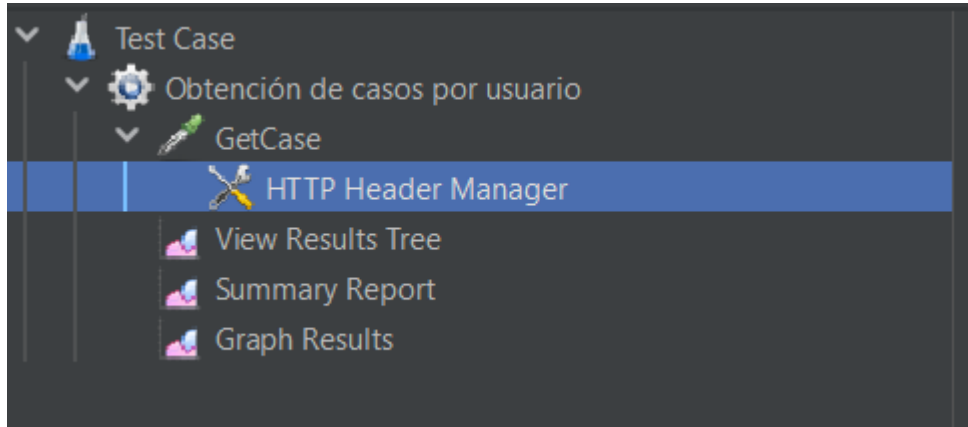 Test Case
Obtención de casos por usuario
GetCase
HTTP Header Manager
View Results Tree
Summary Report
Graph Results